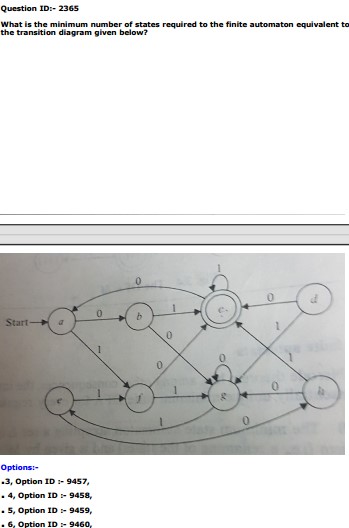 Question ID:- 2365
What is the minimum number of states required to the finite automaton equivalent to
the transition diagram given below?
1
0
0
Start
a
0
b
1
c
d
0
1
1
0
0
1
e
1
f
1
g
0
h
1
0
Options:-
.3, Option ID :- 9457,
. 4, Option ID :- 9458,
. 5, Option ID :- 9459,
. 6, Option ID :- 9460,